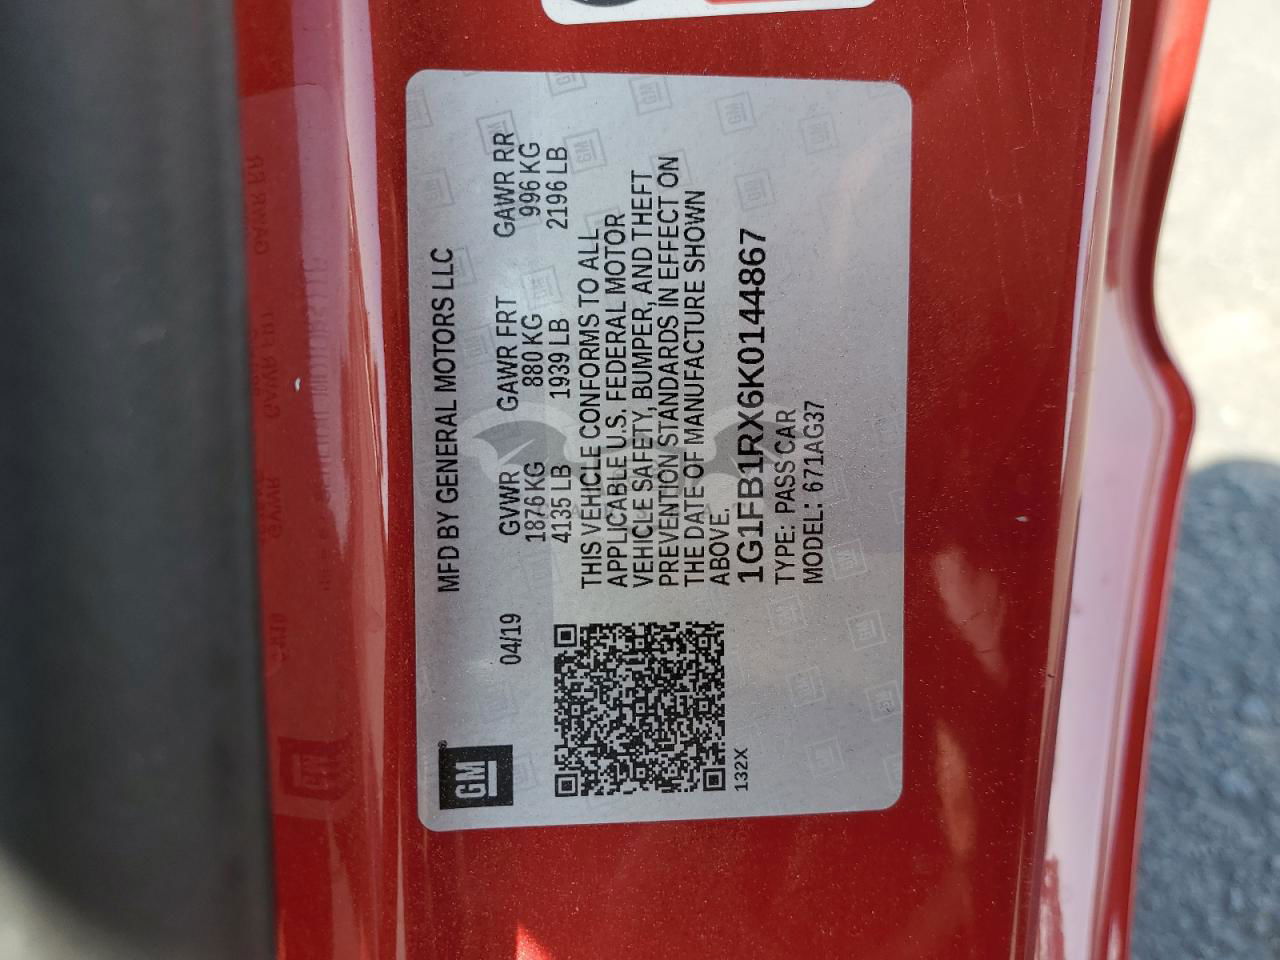 GM
MFD BY GENERAL MOTORS LLC
04/19
GVWR GAWR FRT GAWR RR
1876 KG 880 KG 996 KG
4135 LB 1939 LB 2196 LB
THIS VEHICLE CONFORMS TO ALL
APPLICABLE U.S. FEDERAL MOTOR
VEHICLE SAFETY, BUMPER, AND THEFT
PREVENTION STANDARDS IN EFFECT ON
THE DATE OF MANUFACTURE SHOWN
ABOVE.
1G1FB1RX6K0144867
TYPE: PASS CAR
MODEL: 671AG37
132X